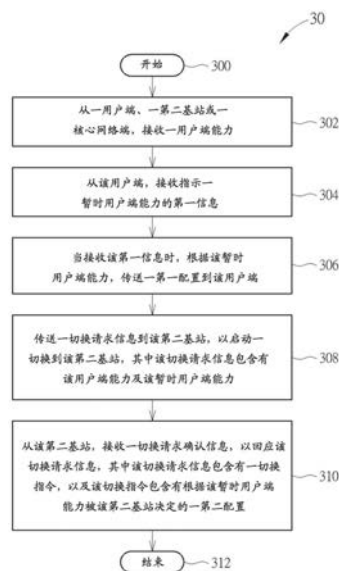 30
开始
300
从一用户端、一第二基站或一
核心网络端，接收一用户端能力
302
从该用户端，接收指示一
暂时用户端能力的第一信息
304
当接收该第一信息时，根据该暂时
用户端能力，传送一第一配置到该用户端
306
传送一切换请求信息到该第二基站，以启动一
切换到该第二基站，其中该切换请求信息包含有
该用户端能力及该暂时用户端能力
308
从该第二基站，接收一切换请求确认信息，以回应该
切换请求信息，其中该切换请求信息包含有一切换
指令，以及该切换指令包含有根据该暂时用户端
能力被该第二基站决定的一第二配置
310
结束
312